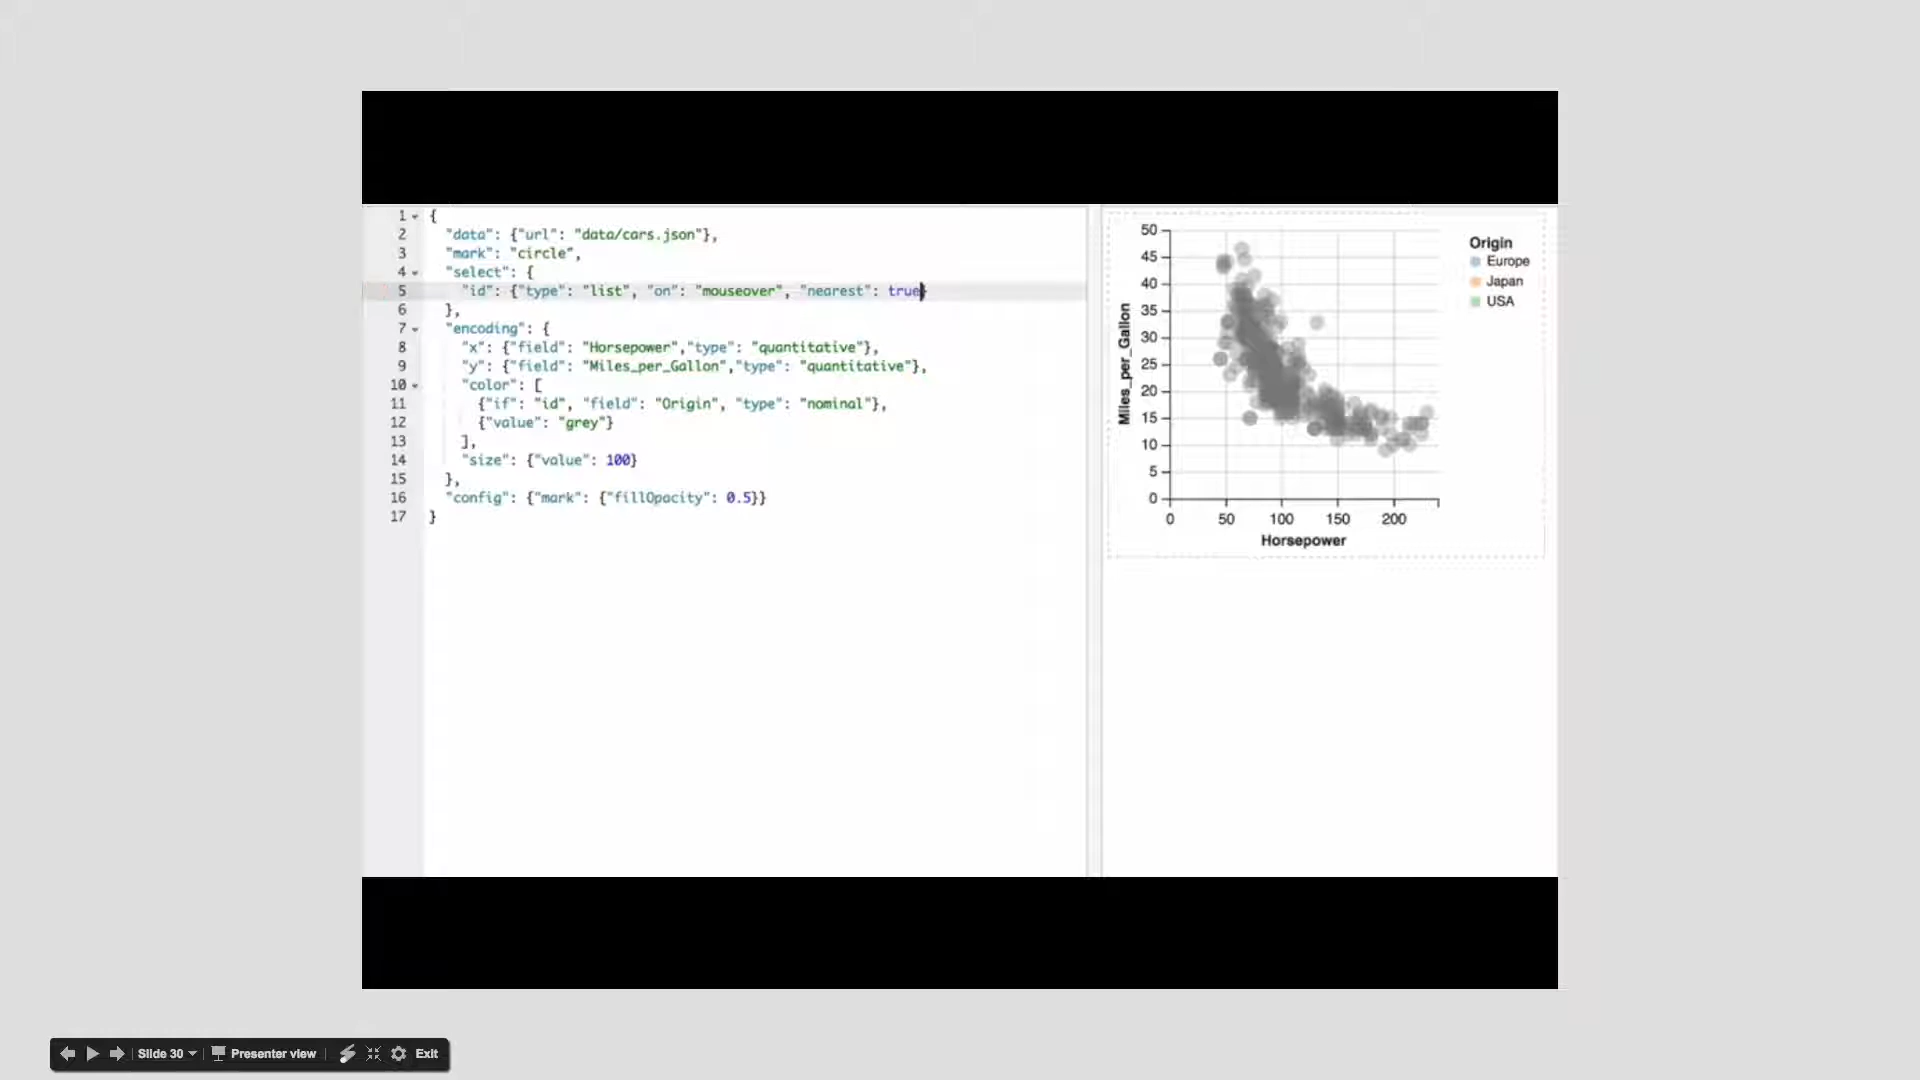 1 {
2 "data": {"url": "data/cars.json"},
3 "mark": "circle",
4 "select": {
5 "id": {"type": "list", "on": "mouseover", "nearest": true}
6 },
7 "encoding": {
8 "x": {"field": "Horsepower","type": "quantitative"},
9 "y": {"field": "Miles_per_Gallon","type": "quantitative"},
10 "color": [
11 {"if": "id", "field": "Origin", "type": "nominal"},
12 {"value": "grey"}
13 ],
14 "size": {"value": 100}
15 },
16 "config": {"mark": {"fillOpacity": 0.5}}
17 }
50
45
40
35
30
25
20
15
10
5
0
Miles_per_Gallon
0 50 100 150 200
Horsepower
Origin
Europe
Japan
USA
Slide 30 Presenter view Exit